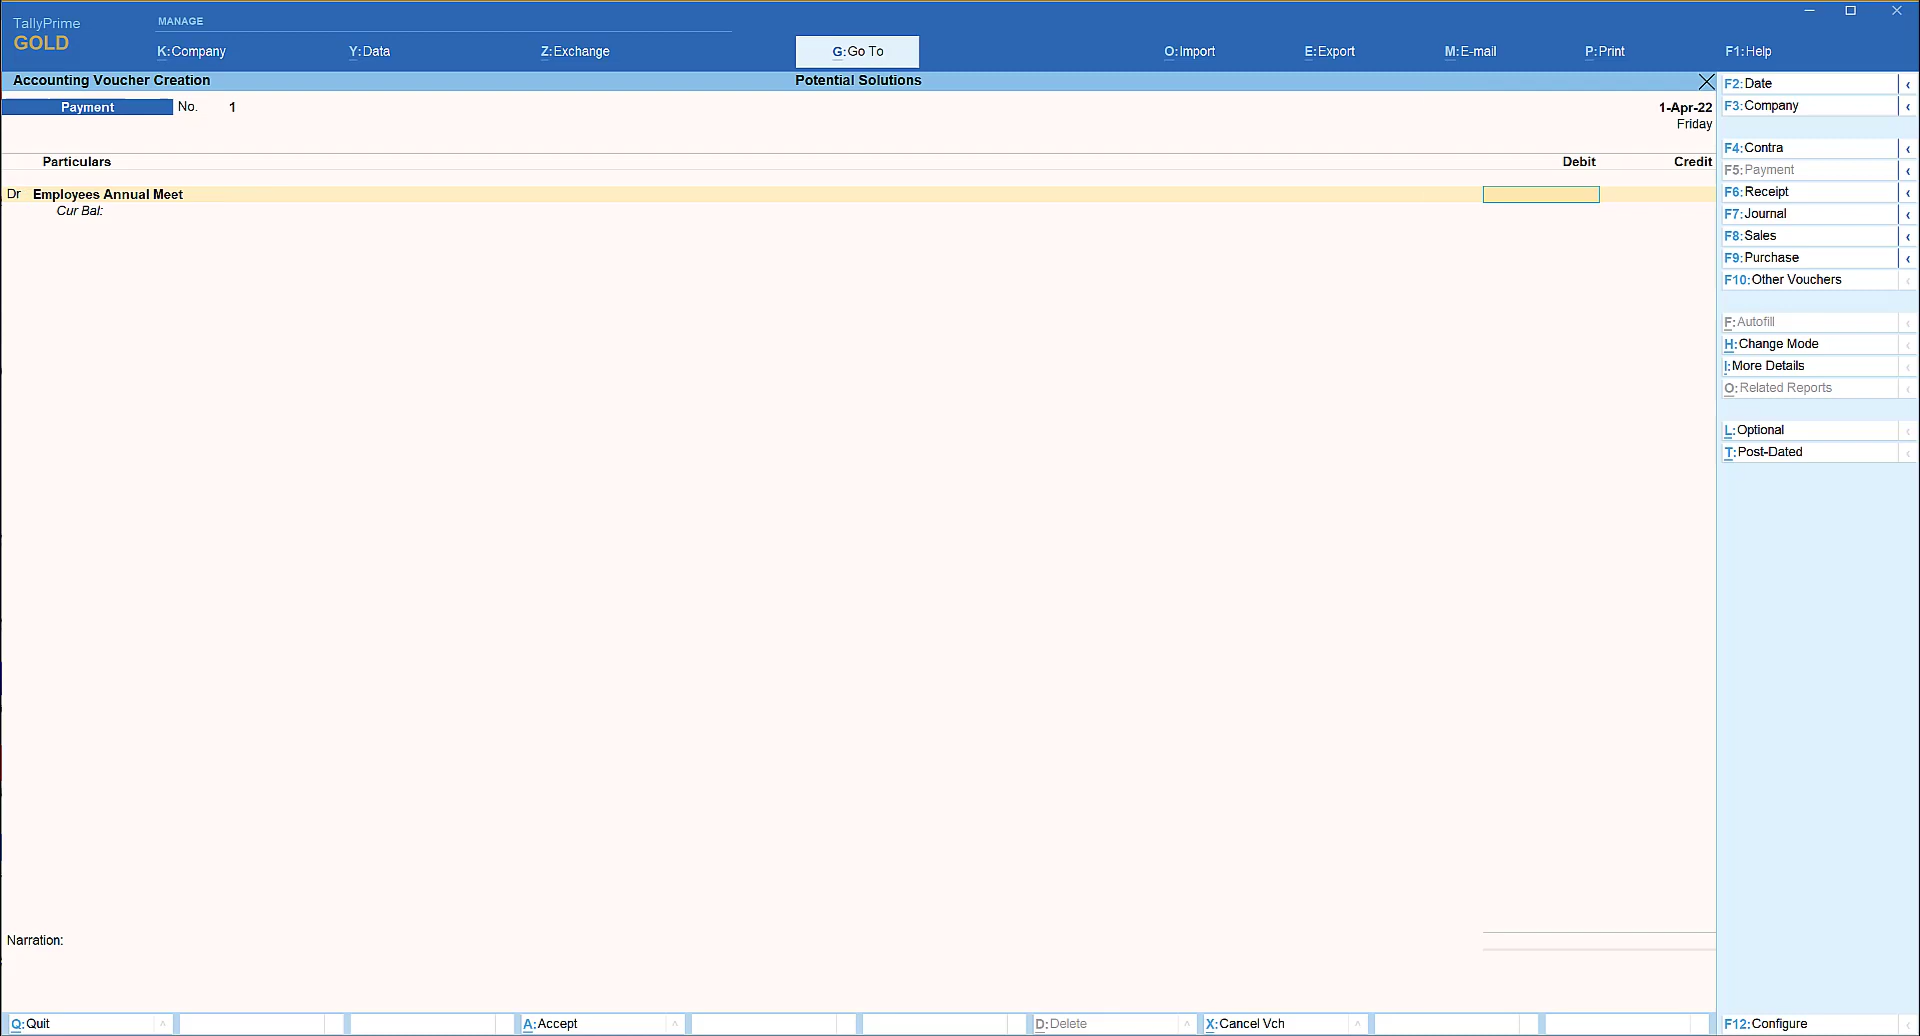 TallyPrime
GOLD
MANAGE
K:Company
Y:Data
Z:Exchange
G:Go To
O:Import
E:Export
M:E-mail
P:Print
F1:Help
Accounting Voucher Creation
Potential Solutions
Payment No. 1
1-Apr-22
Friday
Particulars Debit Credit
Dr Employees Annual Meet
Cur Bal:
Narration:
F2:Date
F3:Company
F4:Contra
F5:Payment
F6:Receipt
F7:Journal
F8:Sales
F9:Purchase
F10:Other Vouchers
F:Autofill
H:Change Mode
I:More Details
O:Related Reports
L:Optional
T:Post-Dated
Q:Quit
A:Accept
D:Delete
X:Cancel Vch
F12:Configure